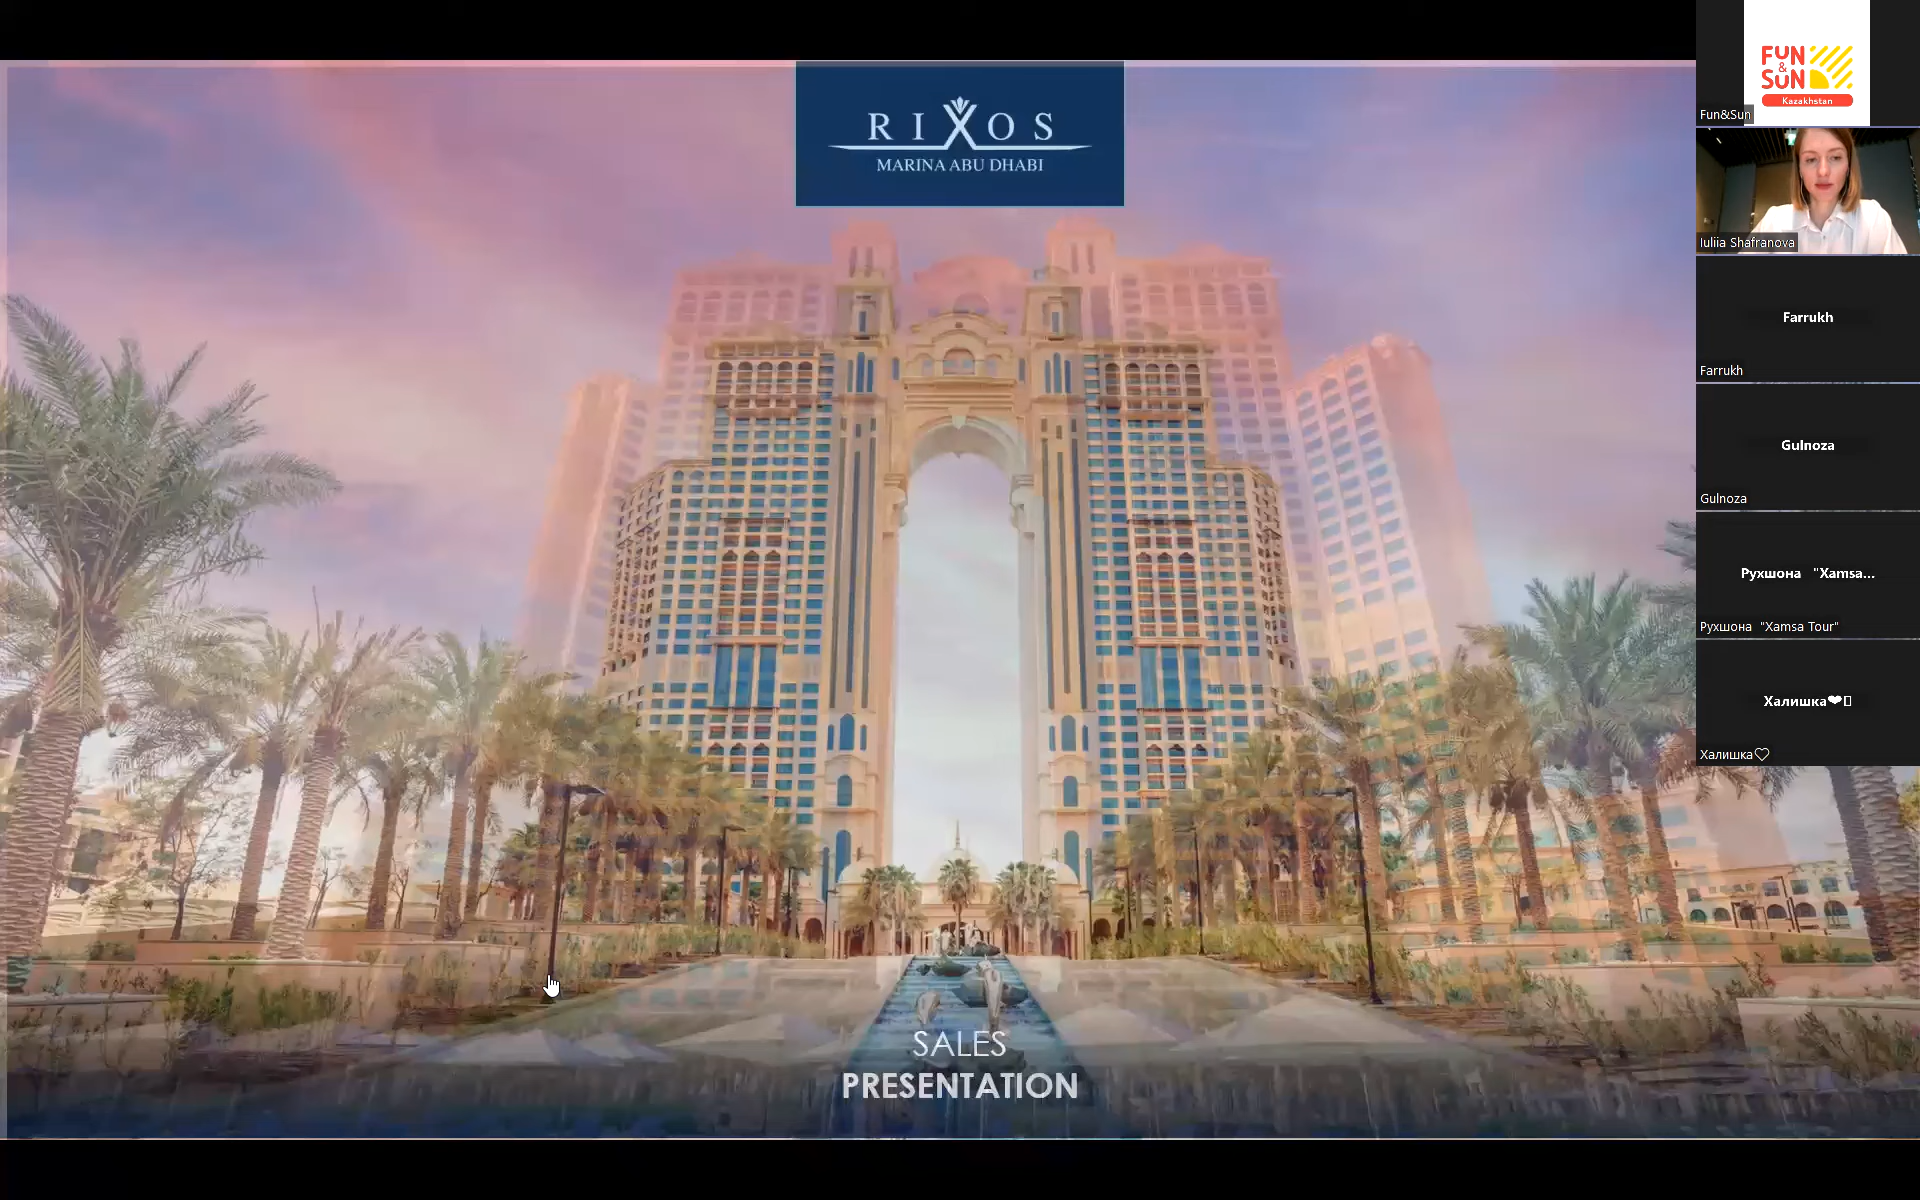 RIXOS
MARINA ABU DHABI
SALES
PRESENTATION
FUN
&
SUN
Kazakhstan
Fun&Sun
Iuliia Shafranova
Farrukh
Farrukh
Gulnoza
Gulnoza
Рухшона "Xamsa...
Рухшона "Xamsa Tour"
Халишка❤
Халишка♡